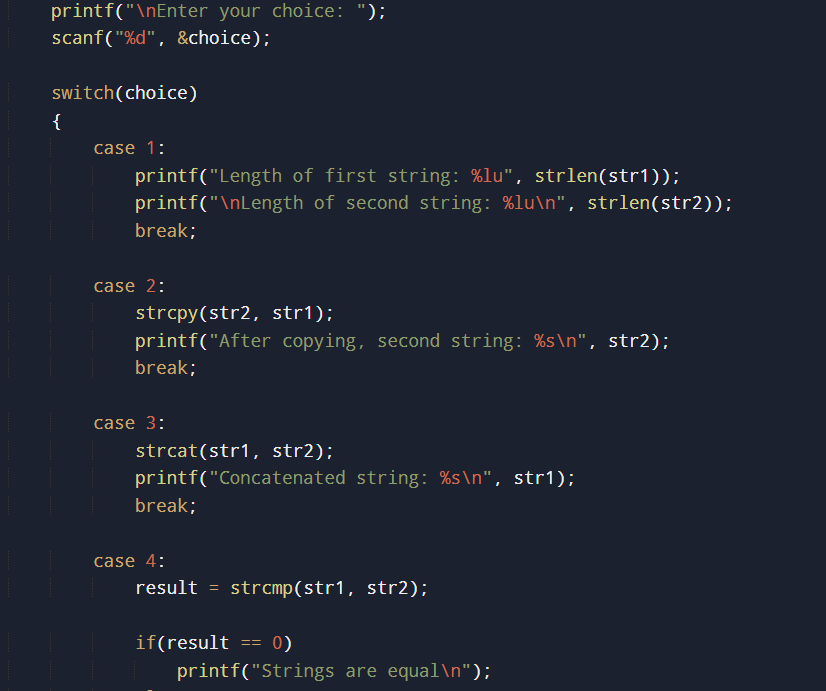 printf("\nEnter your choice: ");
scanf("%d", &choice);
switch(choice)
{
case 1:
printf("Length of first string: %lu", strlen(str1));
printf("\nLength of second string: %lu\n", strlen(str2));
break;
case 2:
strcpy(str2, str1);
printf("After copying, second string: %s\n", str2);
break;
case 3:
strcat(str1, str2);
printf("Concatenated string: %s\n", str1);
break;
case 4:
result = strcmp(str1, str2);
if(result == 0)
printf("Strings are equal\n");